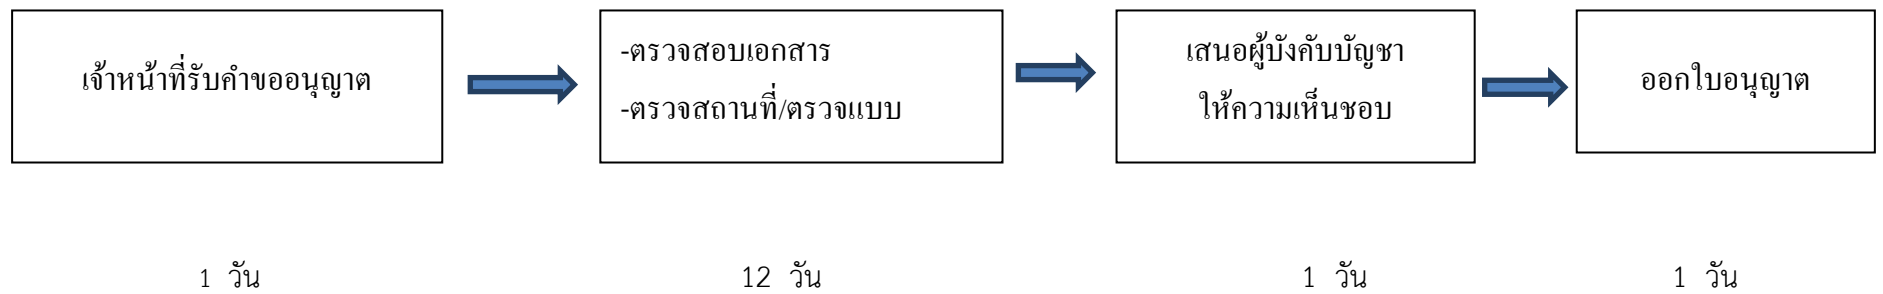 เจ้าหน้าที่รับคำขออนุญาต
-ตรวจสอบเอกสาร
-ตรวจสถานที่/ตรวจแบบ
เสนอผู้บังคับบัญชา
ให้ความเห็นชอบ
ออกใบอนุญาต
1 วัน
12 วัน
1 วัน
1 วัน